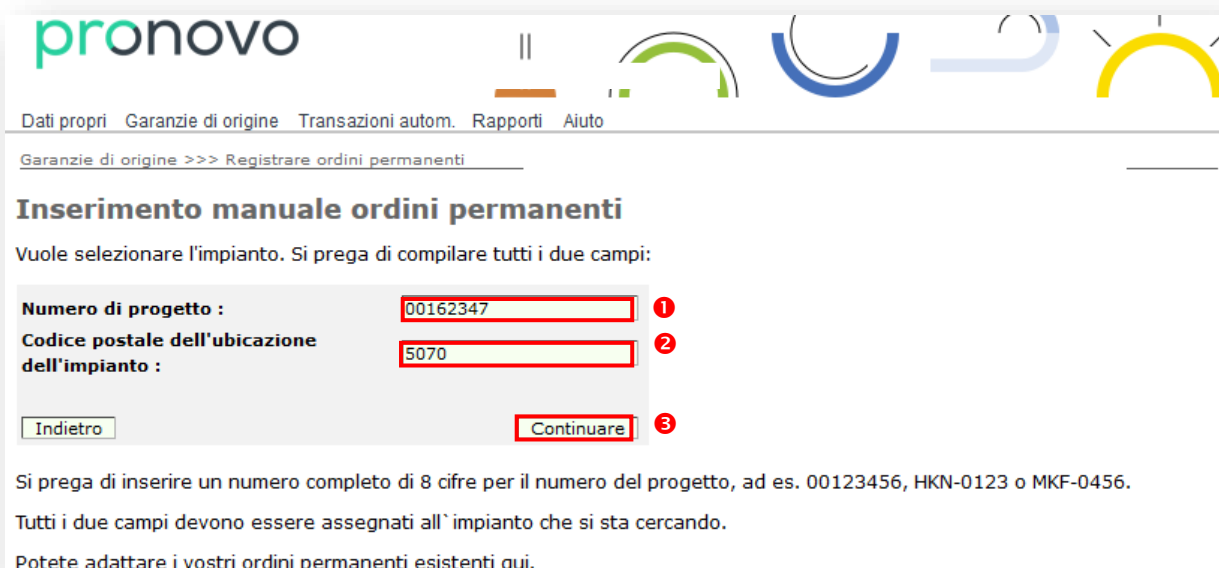 pronovo
Dati propri Garanzie di origine Transazioni autom. Rapporti Aiuto
Garanzie di origine >>> Registrare ordini permanenti
Inserimento manuale ordini permanenti
Vuole selezionare l'impianto. Si prega di compilare tutti i due campi:
Numero di progetto : 00162347 1
Codice postale dell'ubicazione
dell'impianto : 5070 2
Indietro Continuare 3
Si prega di inserire un numero completo di 8 cifre per il numero del progetto, ad es. 00123456, HKN-0123 o MKF-0456.
Tutti i due campi devono essere assegnati all`impianto che si sta cercando.
Potete adattare i vostri ordini permanenti esistenti qui.